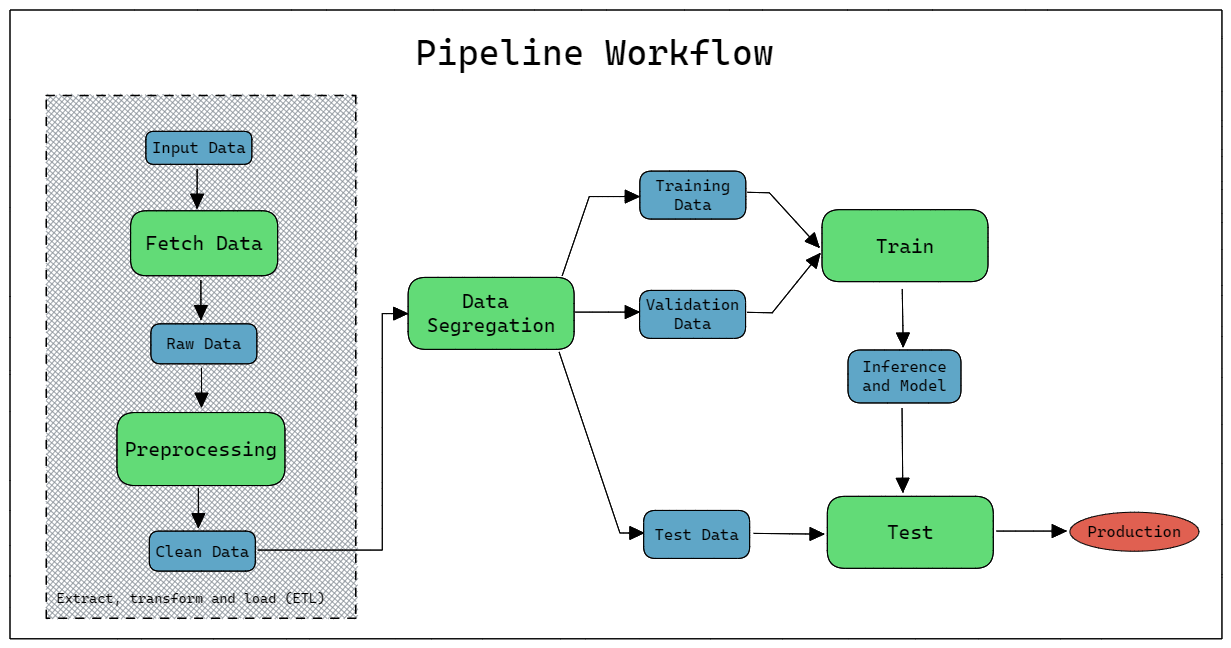 Pipeline Workflow
Input Data
Fetch Data
Raw Data
Preprocessing
Clean Data
Extract, transform and load (ETL)
Data
Segregation
Training
Data
Validation
Data
Test Data
Train
Inference
and Model
Test
Production